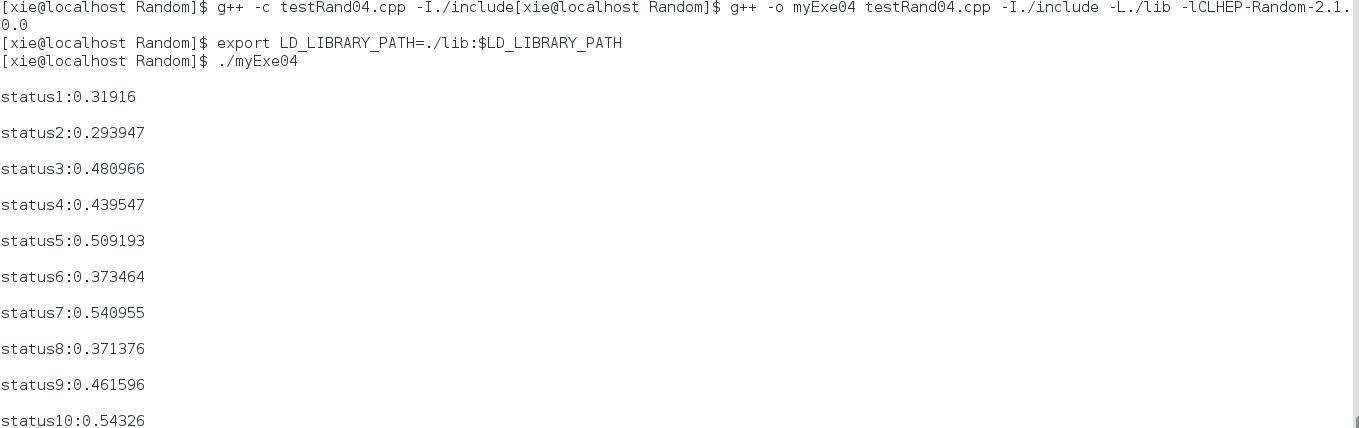 [xie@localhost Random]$ g++ -c testRand04.cpp -I./include[xie@localhost Random]$ g++ -o myExe04 testRand04.cpp -I./include -L./lib -lCLHEP-Random-2.1.
0.0
[xie@localhost Random]$ export LD_LIBRARY_PATH=./lib:$LD_LIBRARY_PATH
[xie@localhost Random]$ ./myExe04
status1:0.31916
status2:0.293947
status3:0.480966
status4:0.439547
status5:0.509193
status6:0.373464
status7:0.540955
status8:0.371376
status9:0.461596
status10:0.54326